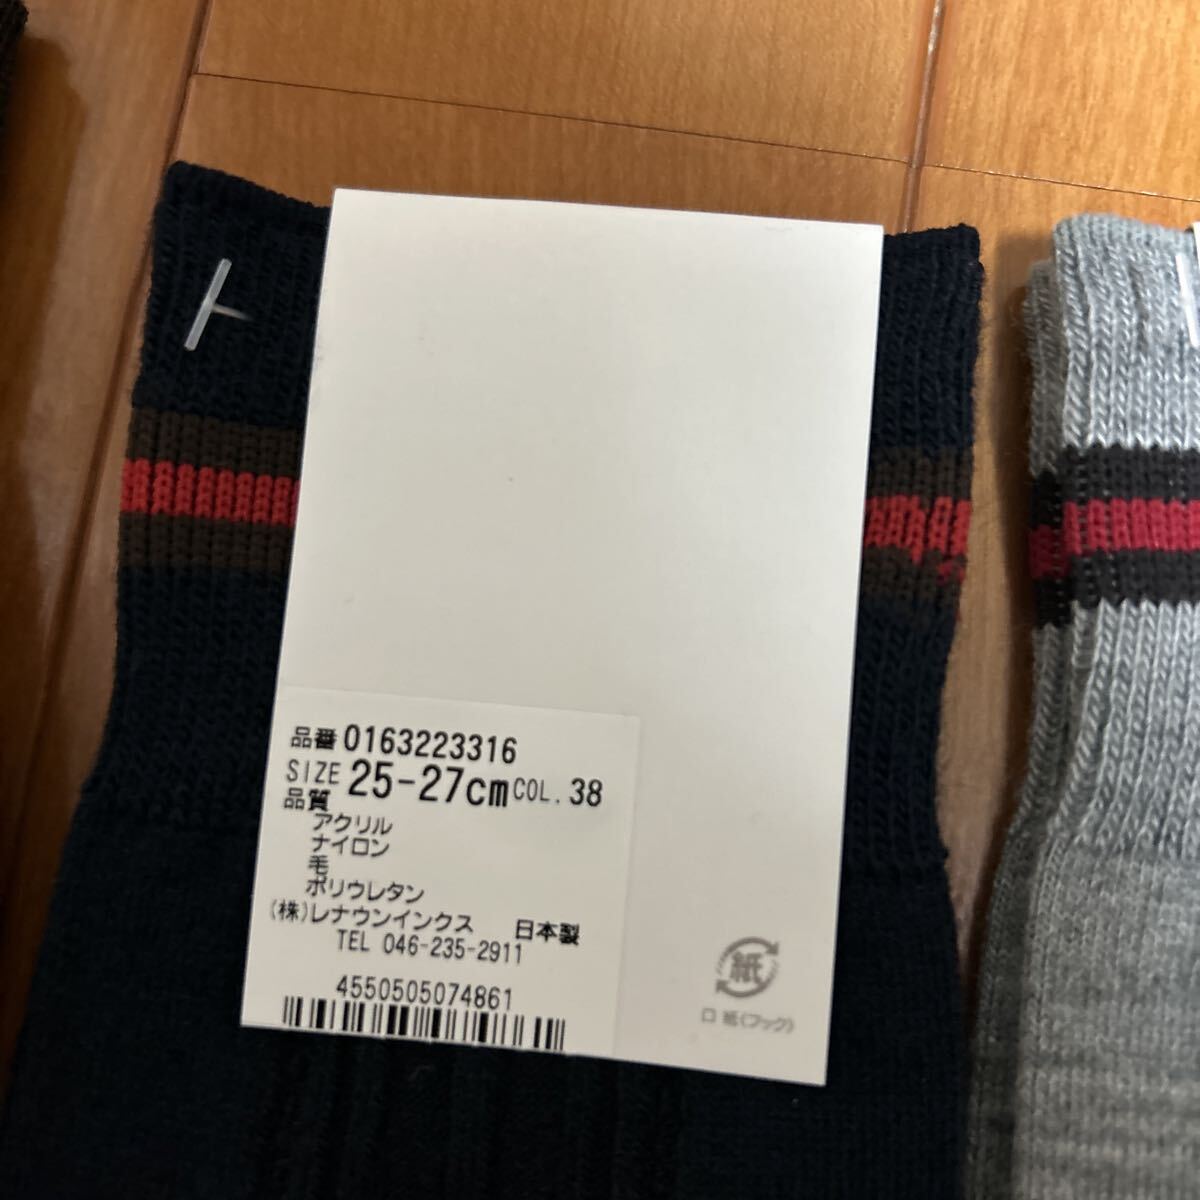 品番 0163223316
SIZE 25-27cm COL. 38
品質
アクリル
ナイロン
毛
ポリウレタン
(株)レナウンインクス 日本製
TEL 046-235-2911
4550505074861
紙
口紙(フック)